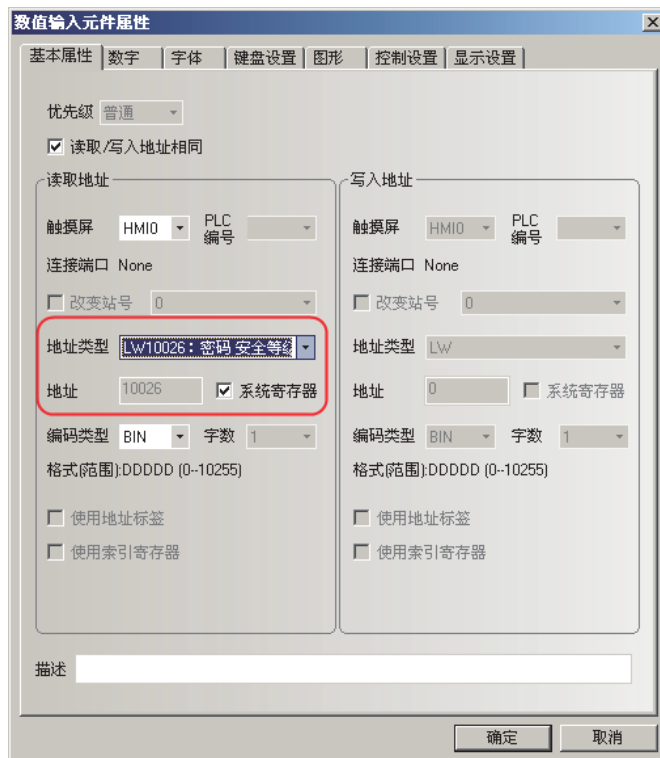 数值输入元件属性
基本属性 数字 字体 键盘设置 图形 控制设置 显示设置
优先级 普通
读取/写入地址相同
读取地址
触摸屏 HMI0 PLC编号
连接端口 None
改变站号 0
地址类型 LW10026：密码 安全等级
地址 10026 系统寄存器
编码类型 BIN 字数 1
格式(范围):DDDDD (0--10255)
使用地址标签
使用索引寄存器
写入地址
触摸屏 HMI0 PLC编号
连接端口 None
改变站号 0
地址类型 LW
地址 0 系统寄存器
编码类型 BIN 字数 1
格式(范围):DDDDD (0--10255)
使用地址标签
使用索引寄存器
描述
确定 取消